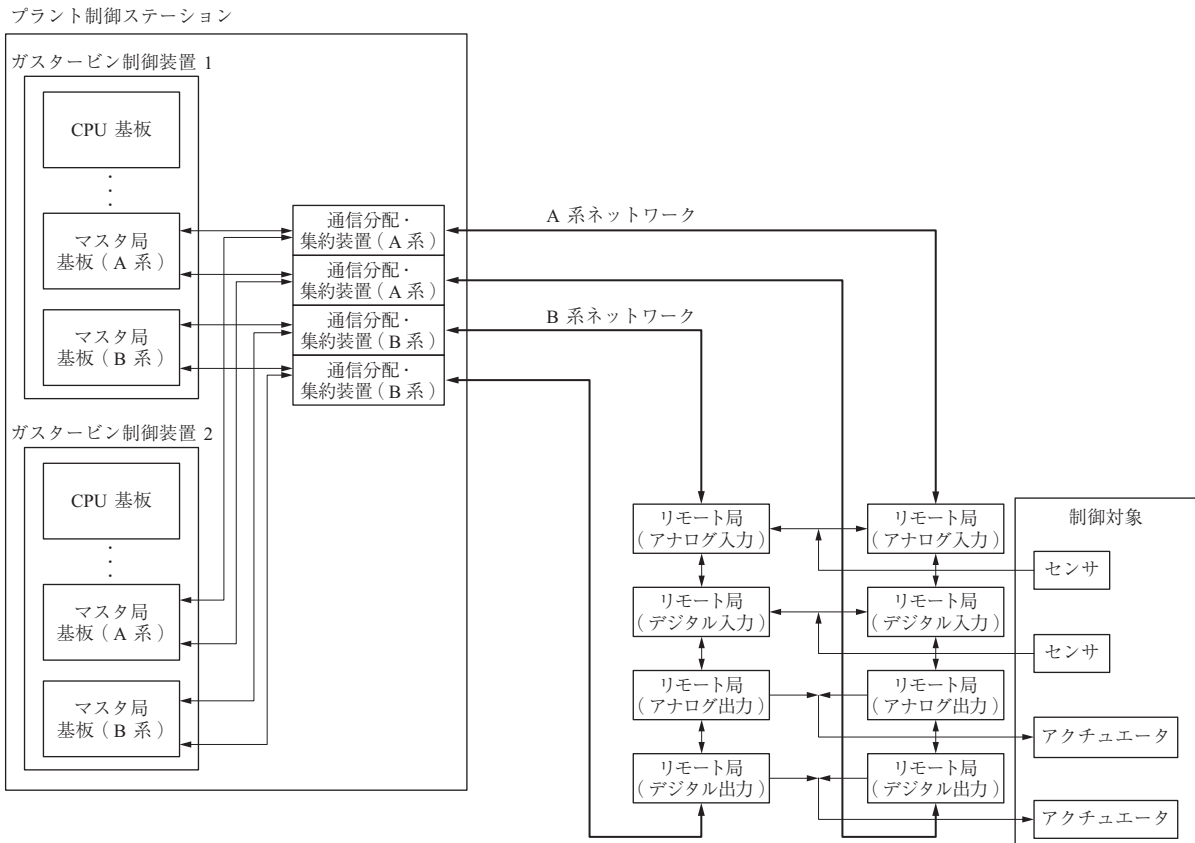 プラント制御ステーション
ガスタービン制御装置 1
CPU 基板
マスタ局
基板( A 系 )
マスタ局
基板( B 系 )
ガスタービン制御装置 2
CPU 基板
マスタ局
基板( A 系 )
マスタ局
基板( B 系 )
通信分配・
集約装置( A 系 )
通信分配・
集約装置( A 系 )
通信分配・
集約装置( B 系 )
通信分配・
集約装置( B 系 )
A 系ネットワーク
B 系ネットワーク
リモート局
( アナログ入力 )
リモート局
( デジタル入力 )
リモート局
( アナログ出力 )
リモート局
( デジタル出力 )
リモート局
( アナログ入力 )
リモート局
( デジタル入力 )
リモート局
( アナログ出力 )
リモート局
( デジタル出力 )
制御対象
センサ
センサ
アクチュエータ
アクチュエータ